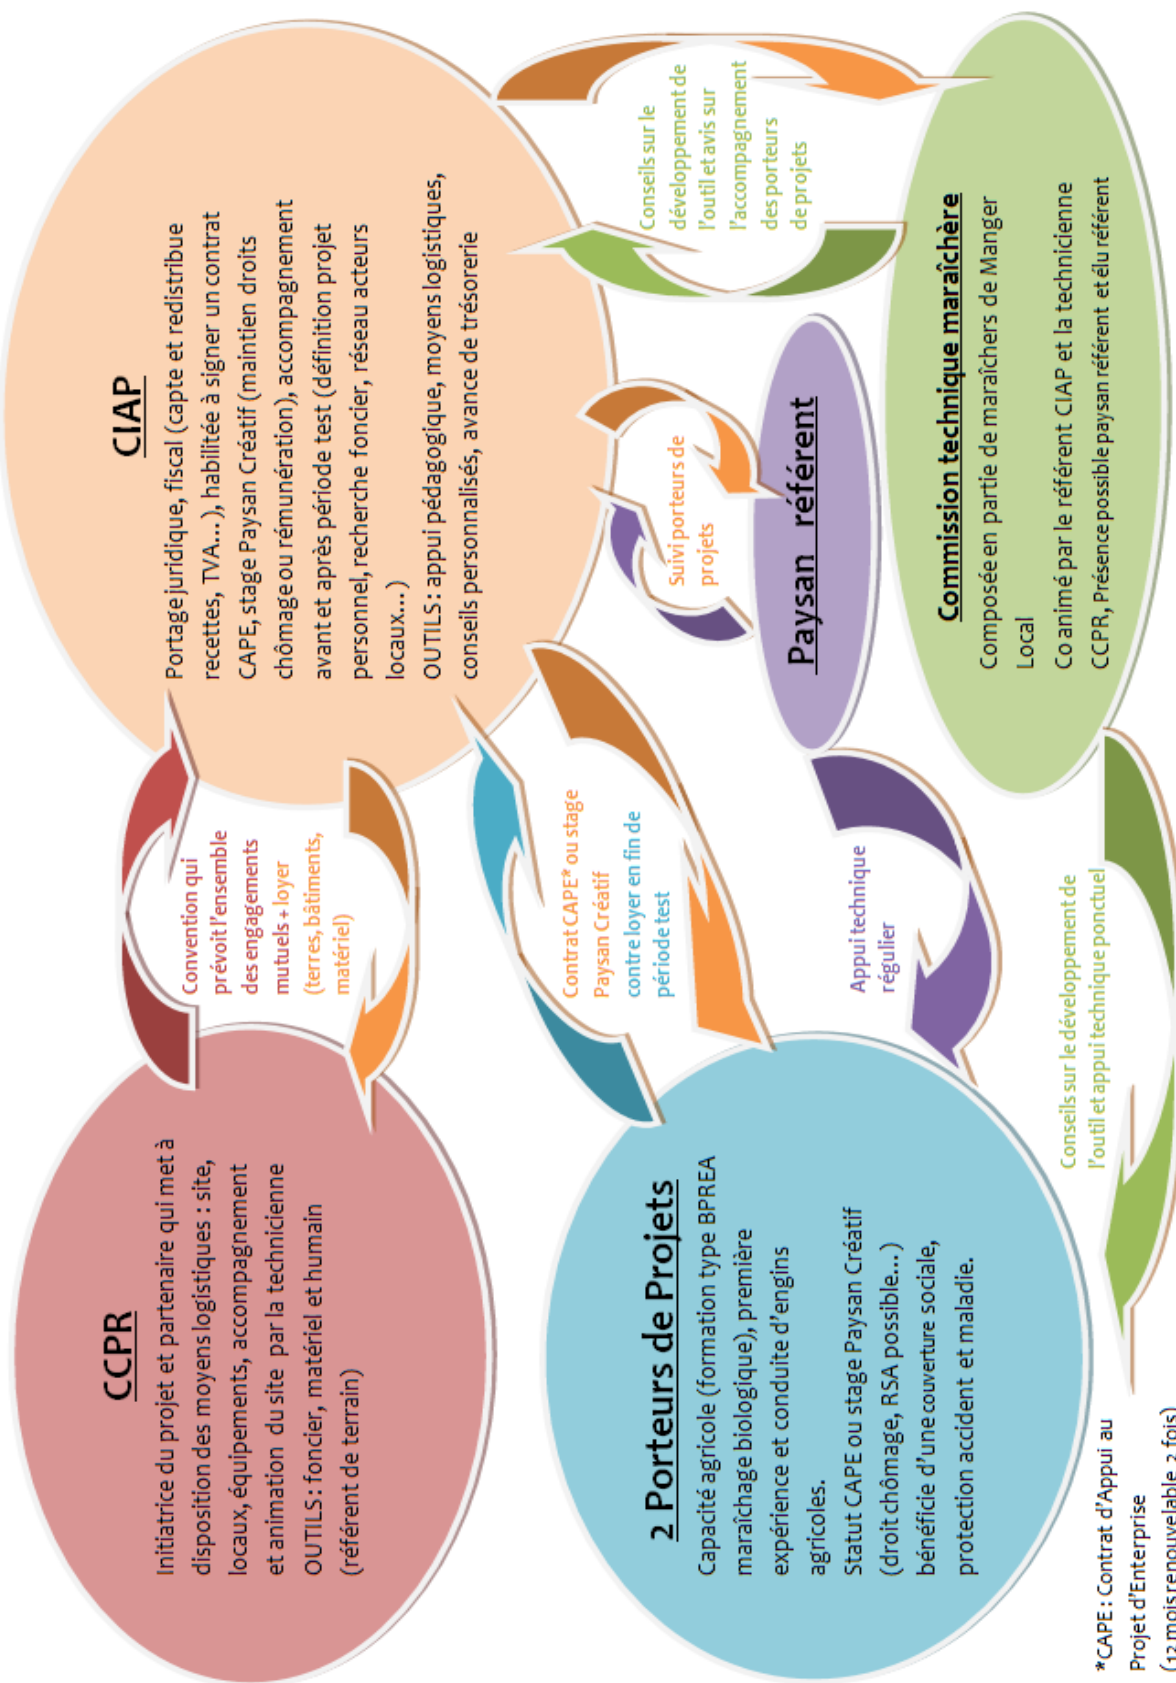 CCPR
Initiatrice du projet et partenaire qui met à
disposition des moyens logistiques : site,
locaux, équipements, accompagnement
et animation du site par la technicienne
OUTILS : foncier, matériel et humain
(référent de terrain)
Convention qui
prévoit l'ensemble
des engagements
mutuels + loyer
(terres, bâtiments,
matériel)
CIAP
Portage juridique, fiscal (capte et redistribue
recettes, TVA...), habilitée à signer un contrat
CAPE, stage Paysan Créatif (maintien droits
chômage ou rémunération), accompagnement
avant et après période test (définition projet
personnel, recherche foncier, réseau acteurs
locaux...)
OUTILS : appui pédagogique, moyens logistiques,
conseils personnalisés, avance de trésorerie
Contrat CAPE* ou stage
Paysan Créatif
contre loyer en fin de
période test
Suivi porteurs de
projets
Conseils sur le
développement de
l'outil et avis sur
l'accompagnement
des porteurs
de projets
2 Porteurs de Projets
Capacité agricole (formation type BPREA
maraîchage biologique), première
expérience et conduite d'engins
agricoles.
Statut CAPE ou stage Paysan Créatif
(droit chômage, RSA possible...)
bénéficie d'une couverture sociale,
protection accident et maladie.
Appui technique
régulier
Paysan référent
Commission technique maraîchère
Composée en partie de maraîchers de Manger
Local
Co animé par le référent CIAP et la technicienne
CCPR, Présence possible paysan référent et élu référent
Conseils sur le développement de
l'outil et appui technique ponctuel
*CAPE : Contrat d'Appui au
Projet d'Enterprise
(12 mois renouvelable 2 fois)